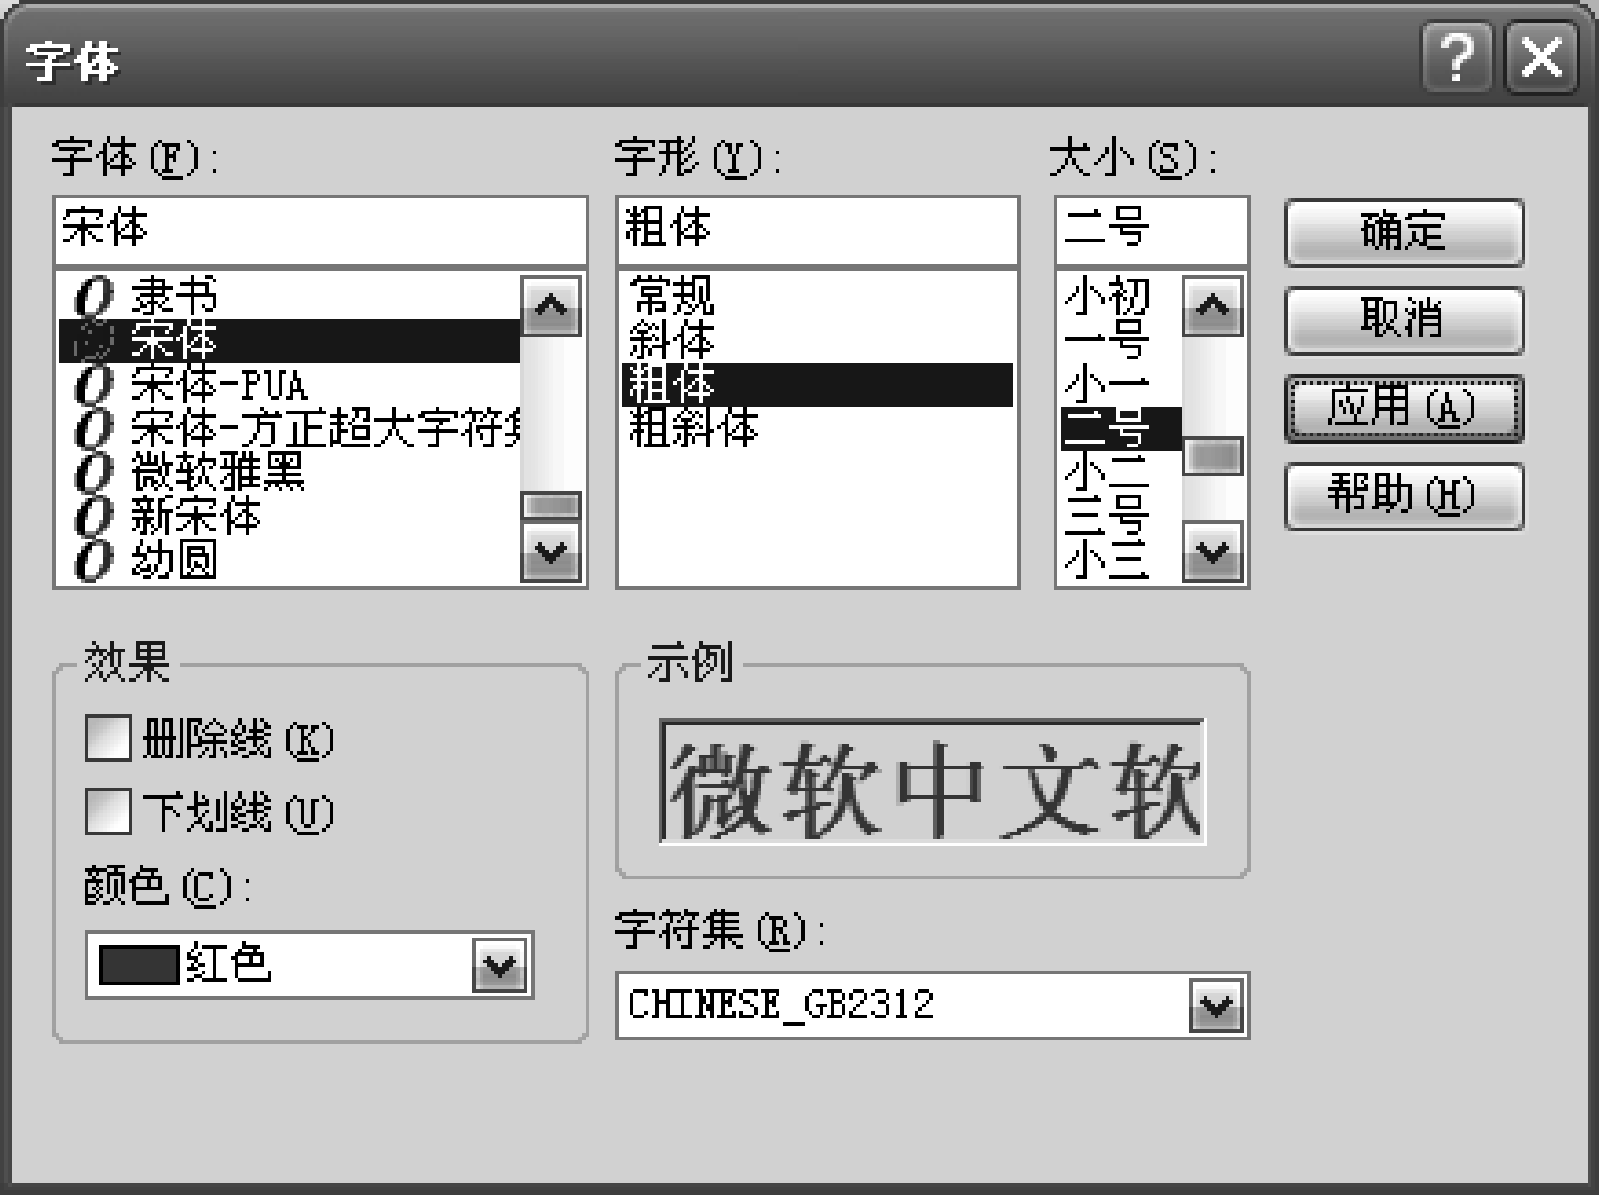 字体
字体(F):
宋体
隶书
宋体
宋体-PUA
宋体-方正超大字符集
微软雅黑
新宋体
幼圆
字形(Y):
粗体
常规
斜体
粗体
粗斜体
大小(S):
二号
小初
一号
小一
二号
小二
三号
小三
确定
取消
应用(A)
帮助(H)
效果
删除线(K)
下划线(U)
颜色(C):
红色
示例
微软中文软
字符集(R):
CHINESE_GB2312